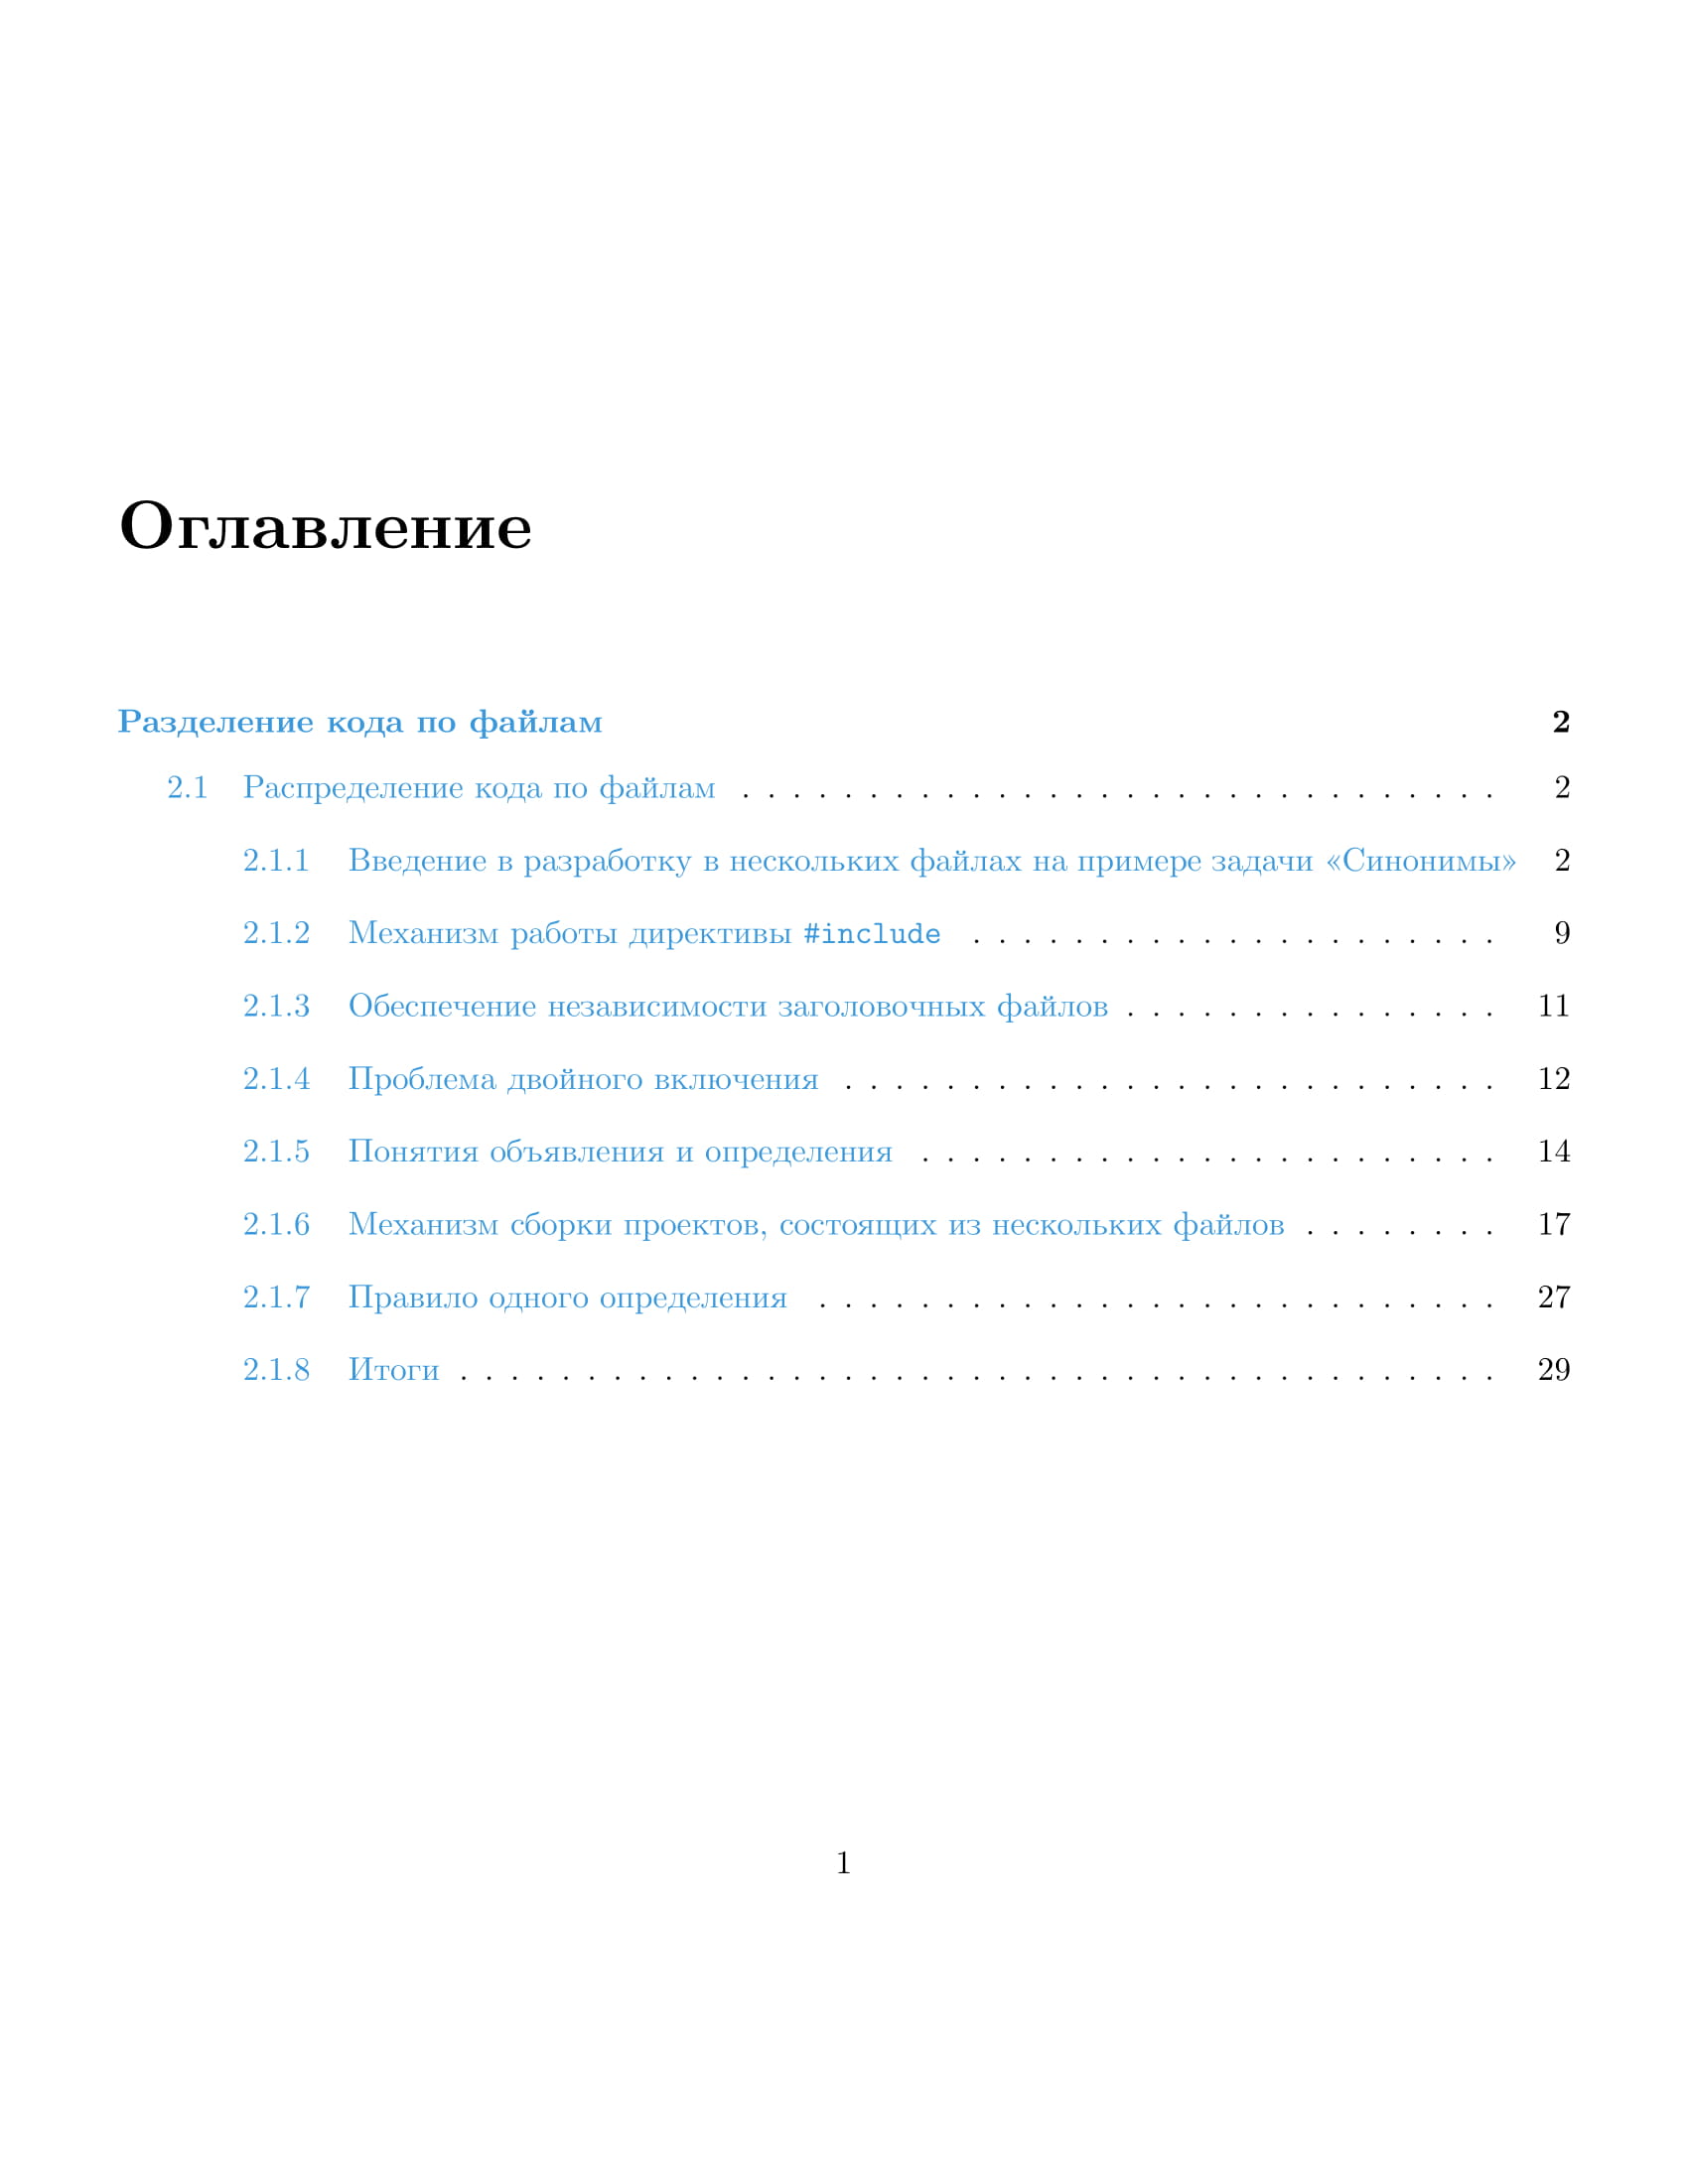 Оглавление
Разделение кода по файлам 2
2.1 Распределение кода по файлам . . . . . . . . . . . . . . . . . . . . . . . . . . . . . . 2
2.1.1 Введение в разработку в нескольких файлах на примере задачи «Синонимы» 2
2.1.2 Механизм работы директивы #include . . . . . . . . . . . . . . . . . . . . . 9
2.1.3 Обеспечение независимости заголовочных файлов . . . . . . . . . . . . . . . 11
2.1.4 Проблема двойного включения . . . . . . . . . . . . . . . . . . . . . . . . . . 12
2.1.5 Понятия объявления и определения . . . . . . . . . . . . . . . . . . . . . . . 14
2.1.6 Механизм сборки проектов, состоящих из нескольких файлов . . . . . . . . 17
2.1.7 Правило одного определения . . . . . . . . . . . . . . . . . . . . . . . . . . . 27
2.1.8 Итоги . . . . . . . . . . . . . . . . . . . . . . . . . . . . . . . . . . . . . . . . . 29
1